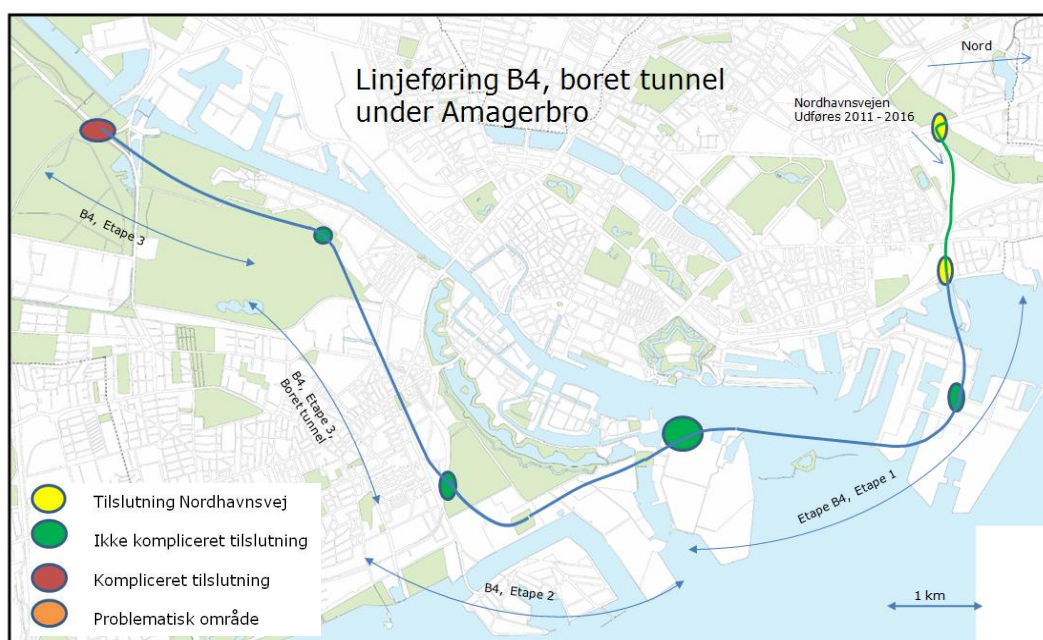 Linjeføring B4, boret tunnel
under Amagerbro
Nord
Nordhavnsvejen
Udføres 2011 - 2016
B4, Etape 3
B4, Etape 3,
Boret tunnel
Etape B4, Etape 1
B4, Etape 2
Tilslutning Nordhavnsvej
Ikke kompliceret tilslutning
Kompliceret tilslutning
Problematisk område
1 km